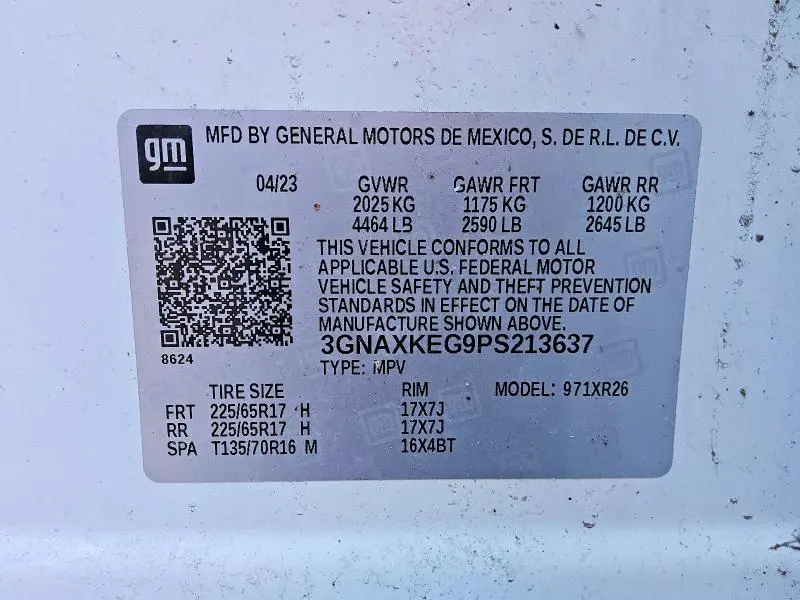 gm MFD BY GENERAL MOTORS DE MEXICO, S. DE R.L. DE C.V.
04/23 GVWR GAWR FRT GAWR RR
2025 KG 1175 KG 1200 KG
4464 LB 2590 LB 2645 LB
THIS VEHICLE CONFORMS TO ALL
APPLICABLE U.S. FEDERAL MOTOR
VEHICLE SAFETY AND THEFT PREVENTION
STANDARDS IN EFFECT ON THE DATE OF
MANUFACTURE SHOWN ABOVE.
8624
3GNAXKEG9PS213637
TYPE: MPV
TIRE SIZE RIM MODEL: 971XR26
FRT 225/65R17 H 17X7J
RR 225/65R17 H 17X7J
SPA T135/70R16 M 16X4BT